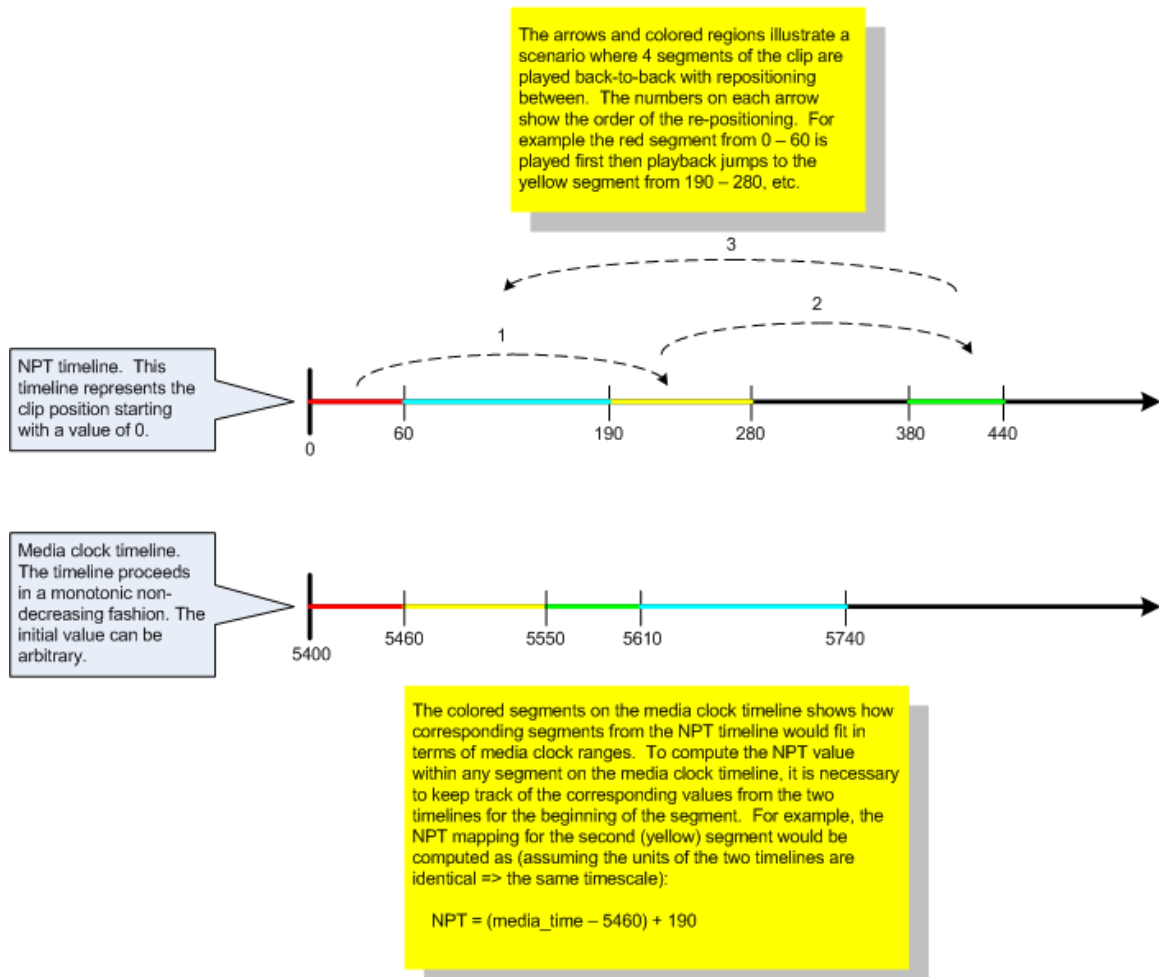 The arrows and colored regions illustrate a
scenario where 4 segments of the clip are
played back-to-back with repositioning
between.  The numbers on each arrow
show the order of the re-positioning.  For
example the red segment from 0 – 60 is
played first then playback jumps to the
yellow segment from 190 – 280, etc.
3
1
2
NPT timeline.  This
timeline represents the
clip position starting
with a value of 0.
0
60
190
280
380
440
Media clock timeline.
The timeline proceeds
in a monotonic non-
decreasing fashion. The
initial value can be
arbitrary.
5400
5460
5550
5610
5740
The colored segments on the media clock timeline shows how
corresponding segments from the NPT timeline would fit in
terms of media clock ranges.  To compute the NPT value
within any segment on the media clock timeline, it is necessary
to keep track of the corresponding values from the two
timelines for the beginning of the segment.  For example, the
NPT mapping for the second (yellow) segment would be
computed as (assuming the units of the two timelines are
identical => the same timescale):
NPT = (media_time – 5460) + 190